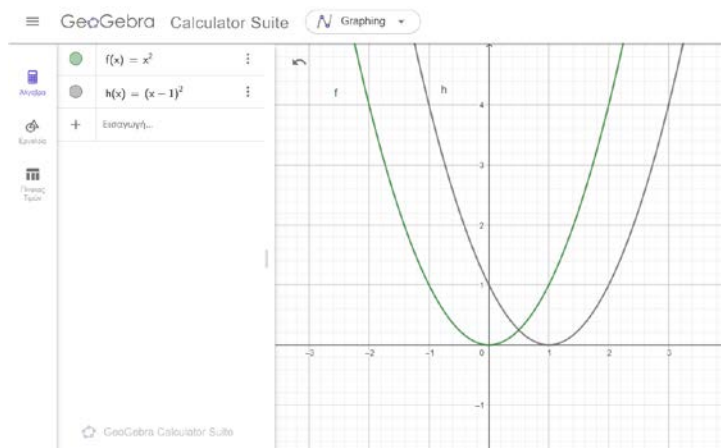 GeoGebra Calculator Suite Graphing
f(x) = x²
h(x) = (x − 1)²
+ Εισαγωγή...
Άλγεβρα
Εργαλεία
Πίνακας
Τιμών
f
h
4
3
2
1
−3 −2 −1 0 1 2 3
−1
GeoGebra Calculator Suite